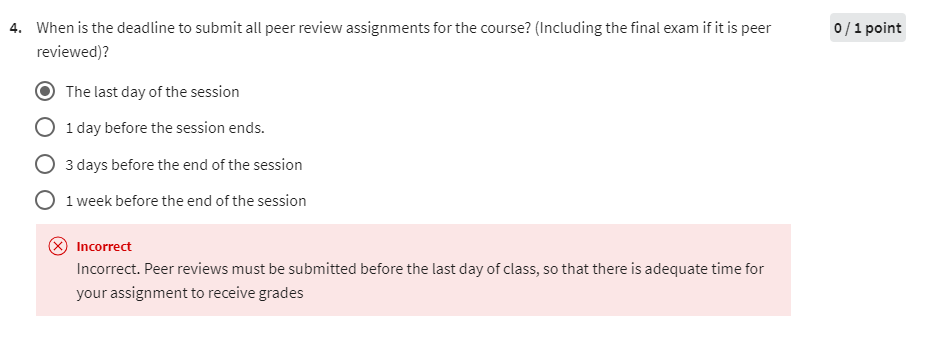 4. When is the deadline to submit all peer review assignments for the course? (Including the final exam if it is peer
reviewed)?
0 / 1 point
The last day of the session
1 day before the session ends.
3 days before the end of the session
1 week before the end of the session
Incorrect
Incorrect. Peer reviews must be submitted before the last day of class, so that there is adequate time for
your assignment to receive grades